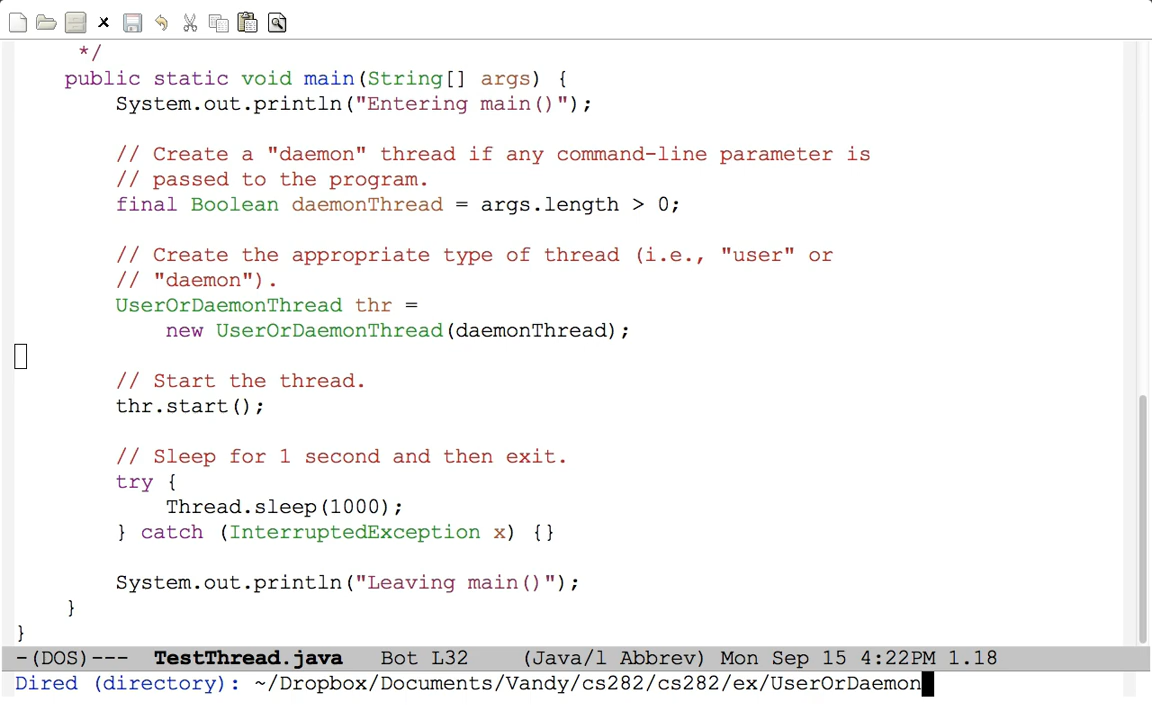 */
public static void main(String[] args) {
System.out.println("Entering main()");
// Create a "daemon" thread if any command-line parameter is
// passed to the program.
final Boolean daemonThread = args.length > 0;
// Create the appropriate type of thread (i.e., "user" or
// "daemon").
UserOrDaemonThread thr =
new UserOrDaemonThread(daemonThread);
// Start the thread.
thr.start();
// Sleep for 1 second and then exit.
try {
Thread.sleep(1000);
} catch (InterruptedException x) {}
System.out.println("Leaving main()");
}
}
-(DOS)--- TestThread.java Bot L32 (Java/l Abbrev) Mon Sep 15 4:22PM 1.18
Dired (directory): ~/Dropbox/Documents/Vandy/cs282/cs282/ex/UserOrDaemon